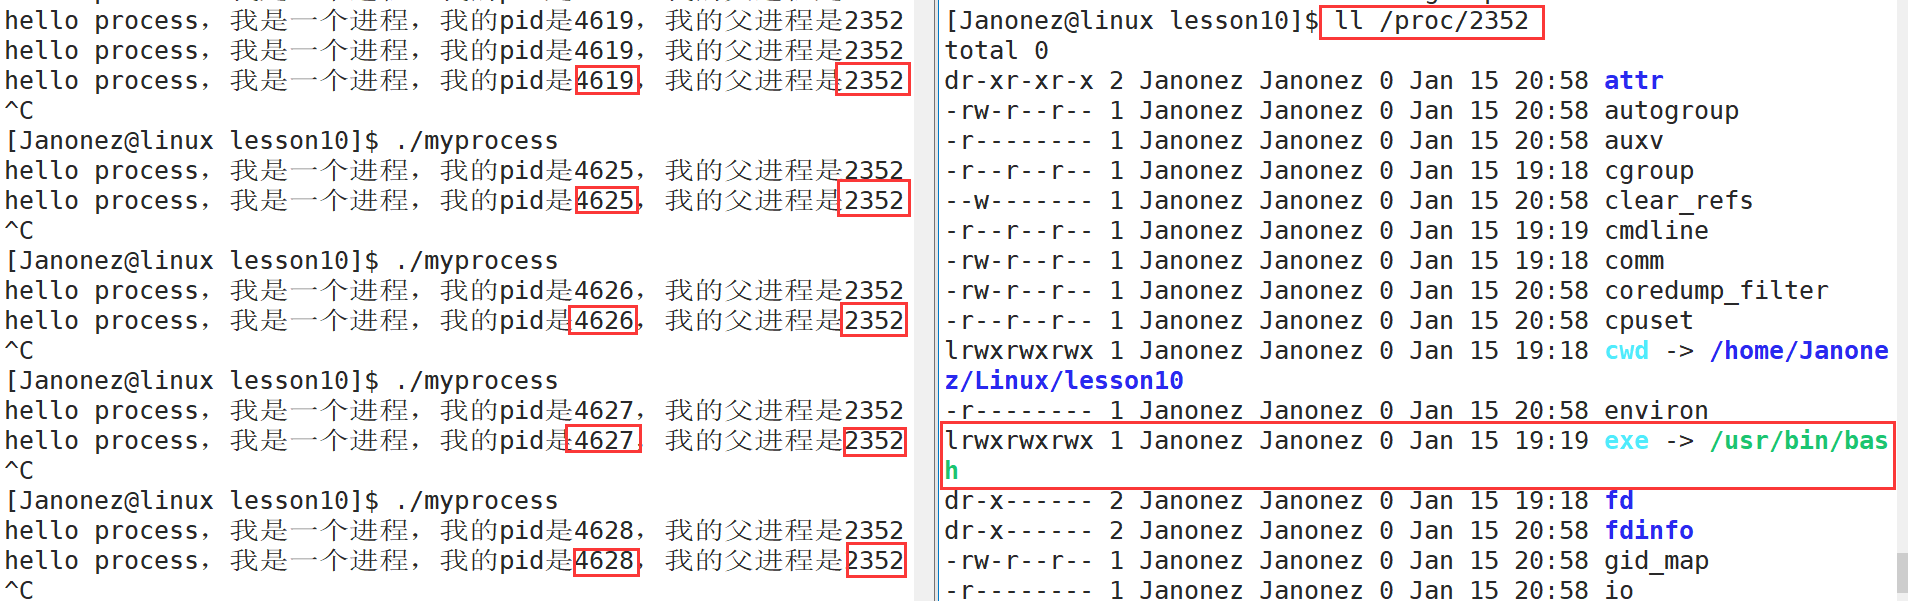 hello process，我是一个进程，我的pid是4619，我的父进程是2352
hello process，我是一个进程，我的pid是4619，我的父进程是2352
hello process，我是一个进程，我的pid是4619，我的父进程是2352
^C
[Janonez@linux lesson10]$ ./myprocess
hello process，我是一个进程，我的pid是4625，我的父进程是2352
hello process，我是一个进程，我的pid是4625，我的父进程是2352
^C
[Janonez@linux lesson10]$ ./myprocess
hello process，我是一个进程，我的pid是4626，我的父进程是2352
hello process，我是一个进程，我的pid是4626，我的父进程是2352
^C
[Janonez@linux lesson10]$ ./myprocess
hello process，我是一个进程，我的pid是4627，我的父进程是2352
hello process，我是一个进程，我的pid是4627，我的父进程是2352
^C
[Janonez@linux lesson10]$ ./myprocess
hello process，我是一个进程，我的pid是4628，我的父进程是2352
hello process，我是一个进程，我的pid是4628，我的父进程是2352
^C
[Janonez@linux lesson10]$ ll /proc/2352
total 0
dr-xr-xr-x 2 Janonez Janonez 0 Jan 15 20:58 attr
-rw-r--r-- 1 Janonez Janonez 0 Jan 15 20:58 autogroup
-r-------- 1 Janonez Janonez 0 Jan 15 20:58 auxv
-r--r--r-- 1 Janonez Janonez 0 Jan 15 19:18 cgroup
--w------- 1 Janonez Janonez 0 Jan 15 20:58 clear_refs
-r--r--r-- 1 Janonez Janonez 0 Jan 15 19:19 cmdline
-rw-r--r-- 1 Janonez Janonez 0 Jan 15 19:18 comm
-rw-r--r-- 1 Janonez Janonez 0 Jan 15 20:58 coredump_filter
-r--r--r-- 1 Janonez Janonez 0 Jan 15 20:58 cpuset
lrwxrwxrwx 1 Janonez Janonez 0 Jan 15 19:18 cwd -> /home/Janone
z/Linux/lesson10
-r-------- 1 Janonez Janonez 0 Jan 15 20:58 environ
lrwxrwxrwx 1 Janonez Janonez 0 Jan 15 19:19 exe -> /usr/bin/bas
h
dr-x------ 2 Janonez Janonez 0 Jan 15 19:18 fd
dr-x------ 2 Janonez Janonez 0 Jan 15 20:58 fdinfo
-rw-r--r-- 1 Janonez Janonez 0 Jan 15 20:58 gid_map
-r-------- 1 Janonez Janonez 0 Jan 15 20:58 io